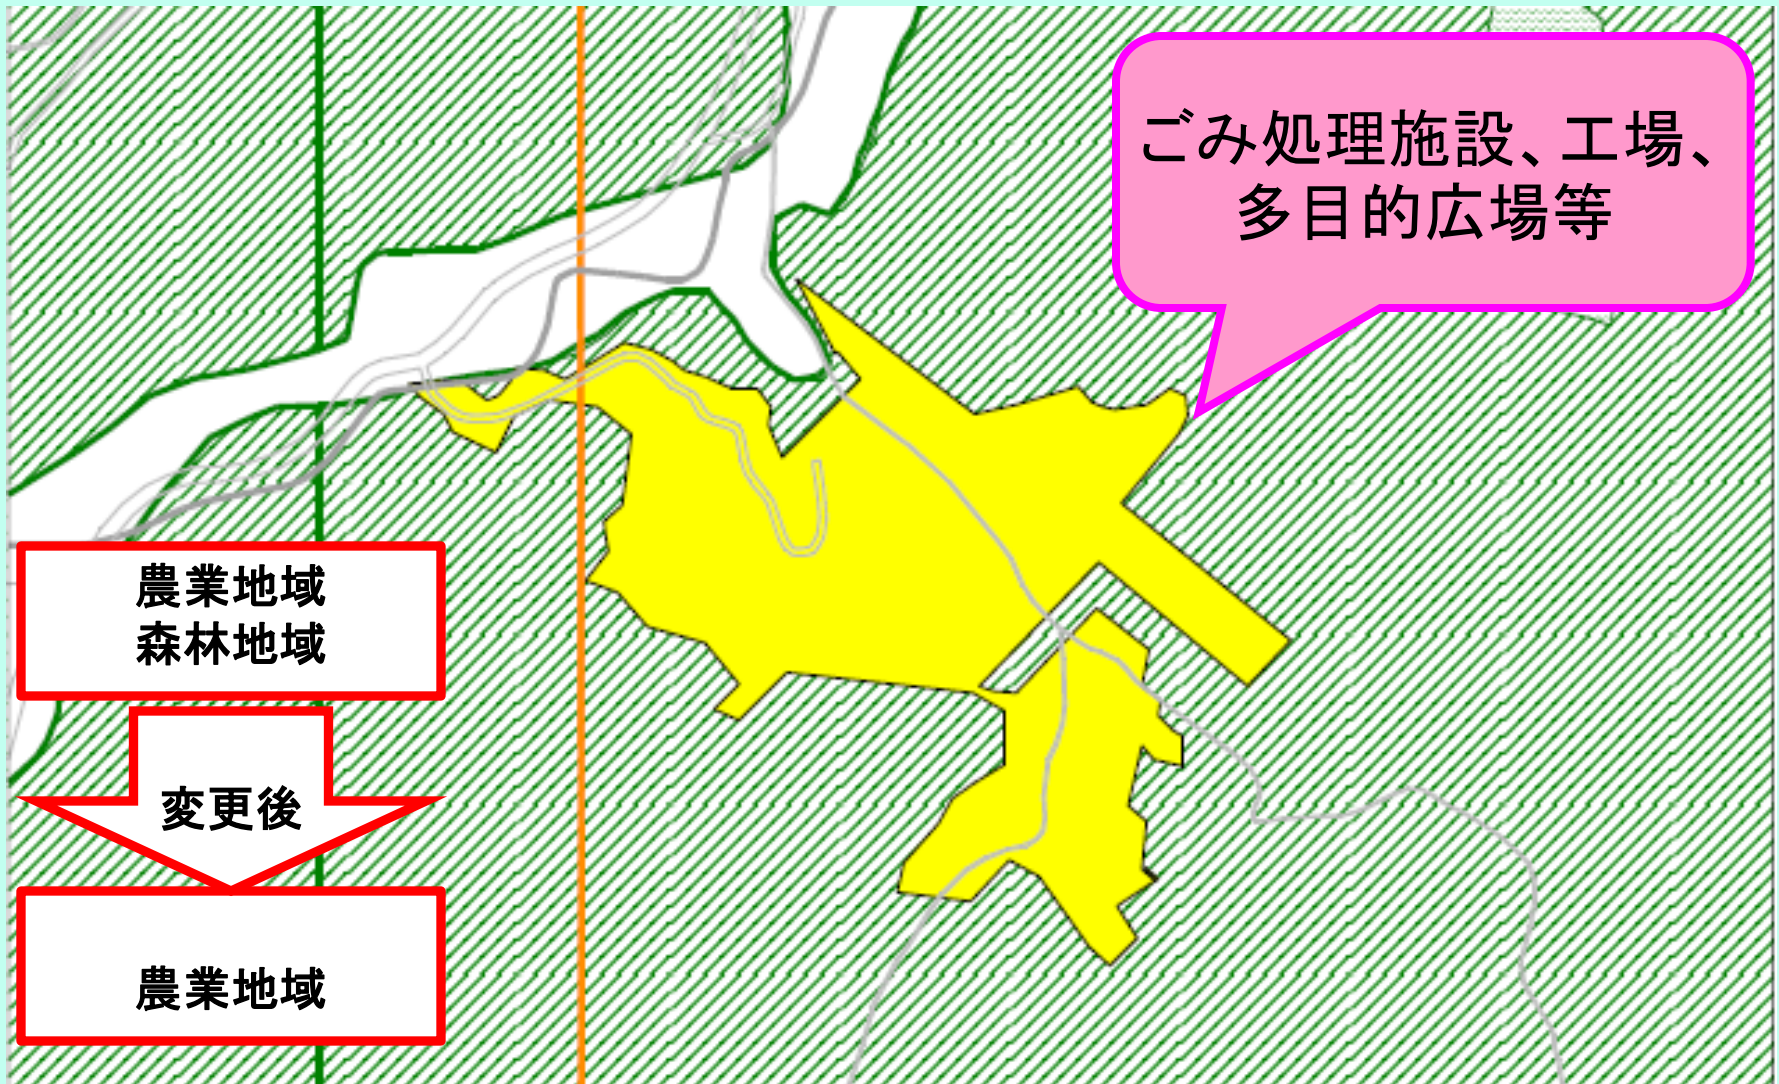 ごみ処理施設、工場、
多目的広場等
農業地域
森林地域
変更後
農業地域